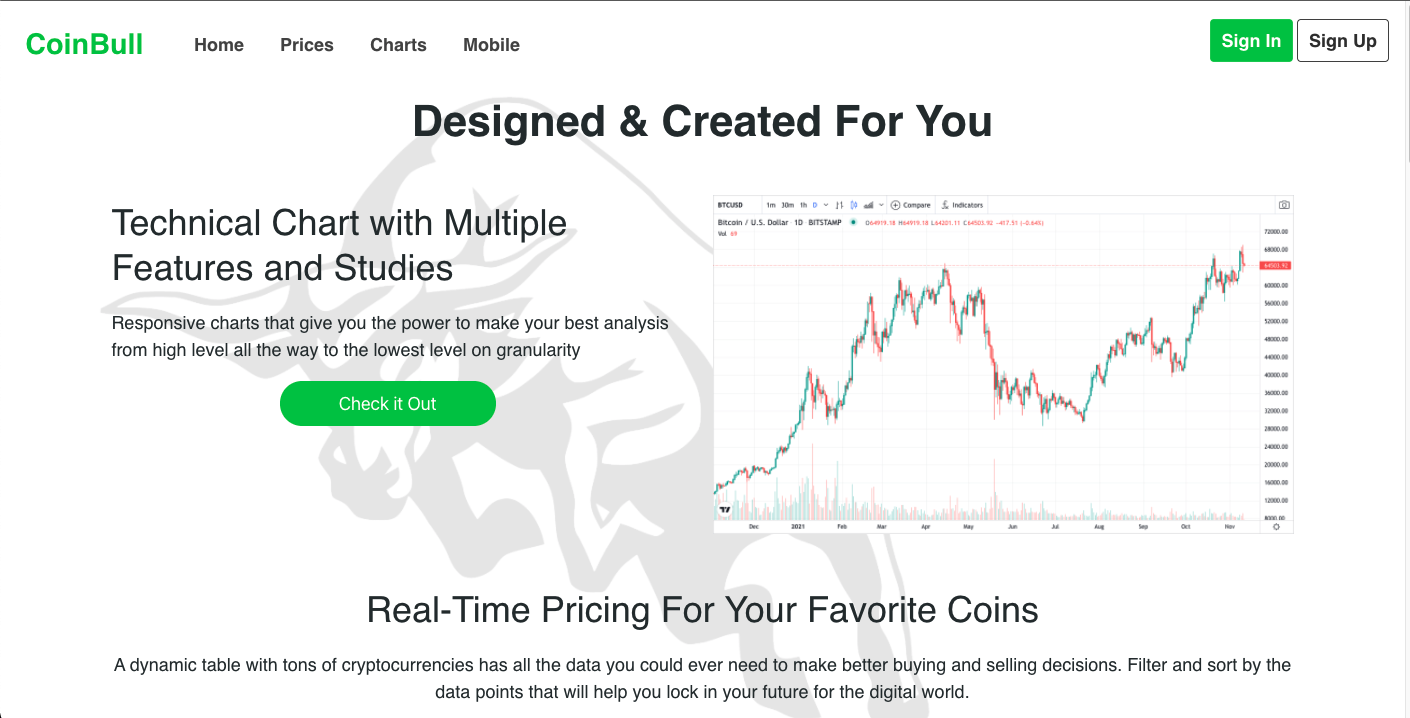 CoinBull Home Prices Charts Mobile Sign In Sign Up
Designed & Created For You
Technical Chart with Multiple
Features and Studies
Responsive charts that give you the power to make your best analysis
from high level all the way to the lowest level on granularity
Check it Out
BTCUSD 1m 30m 1h D Compare Indicators
Bitcoin / U.S. Dollar · 1D · BITSTAMP O64919.18 H64919.18 L64201.11 C64503.92 −417.51 (−0.64%)
Vol 69
72000.00
68000.00
64503.92
60000.00
56000.00
52000.00
48000.00
44000.00
40000.00
36000.00
32000.00
28000.00
24000.00
20000.00
16000.00
12000.00
8000.00
Dec 2021 Feb Mar Apr May Jun Jul Aug Sep Oct Nov
Real-Time Pricing For Your Favorite Coins
A dynamic table with tons of cryptocurrencies has all the data you could ever need to make better buying and selling decisions. Filter and sort by the
data points that will help you lock in your future for the digital world.